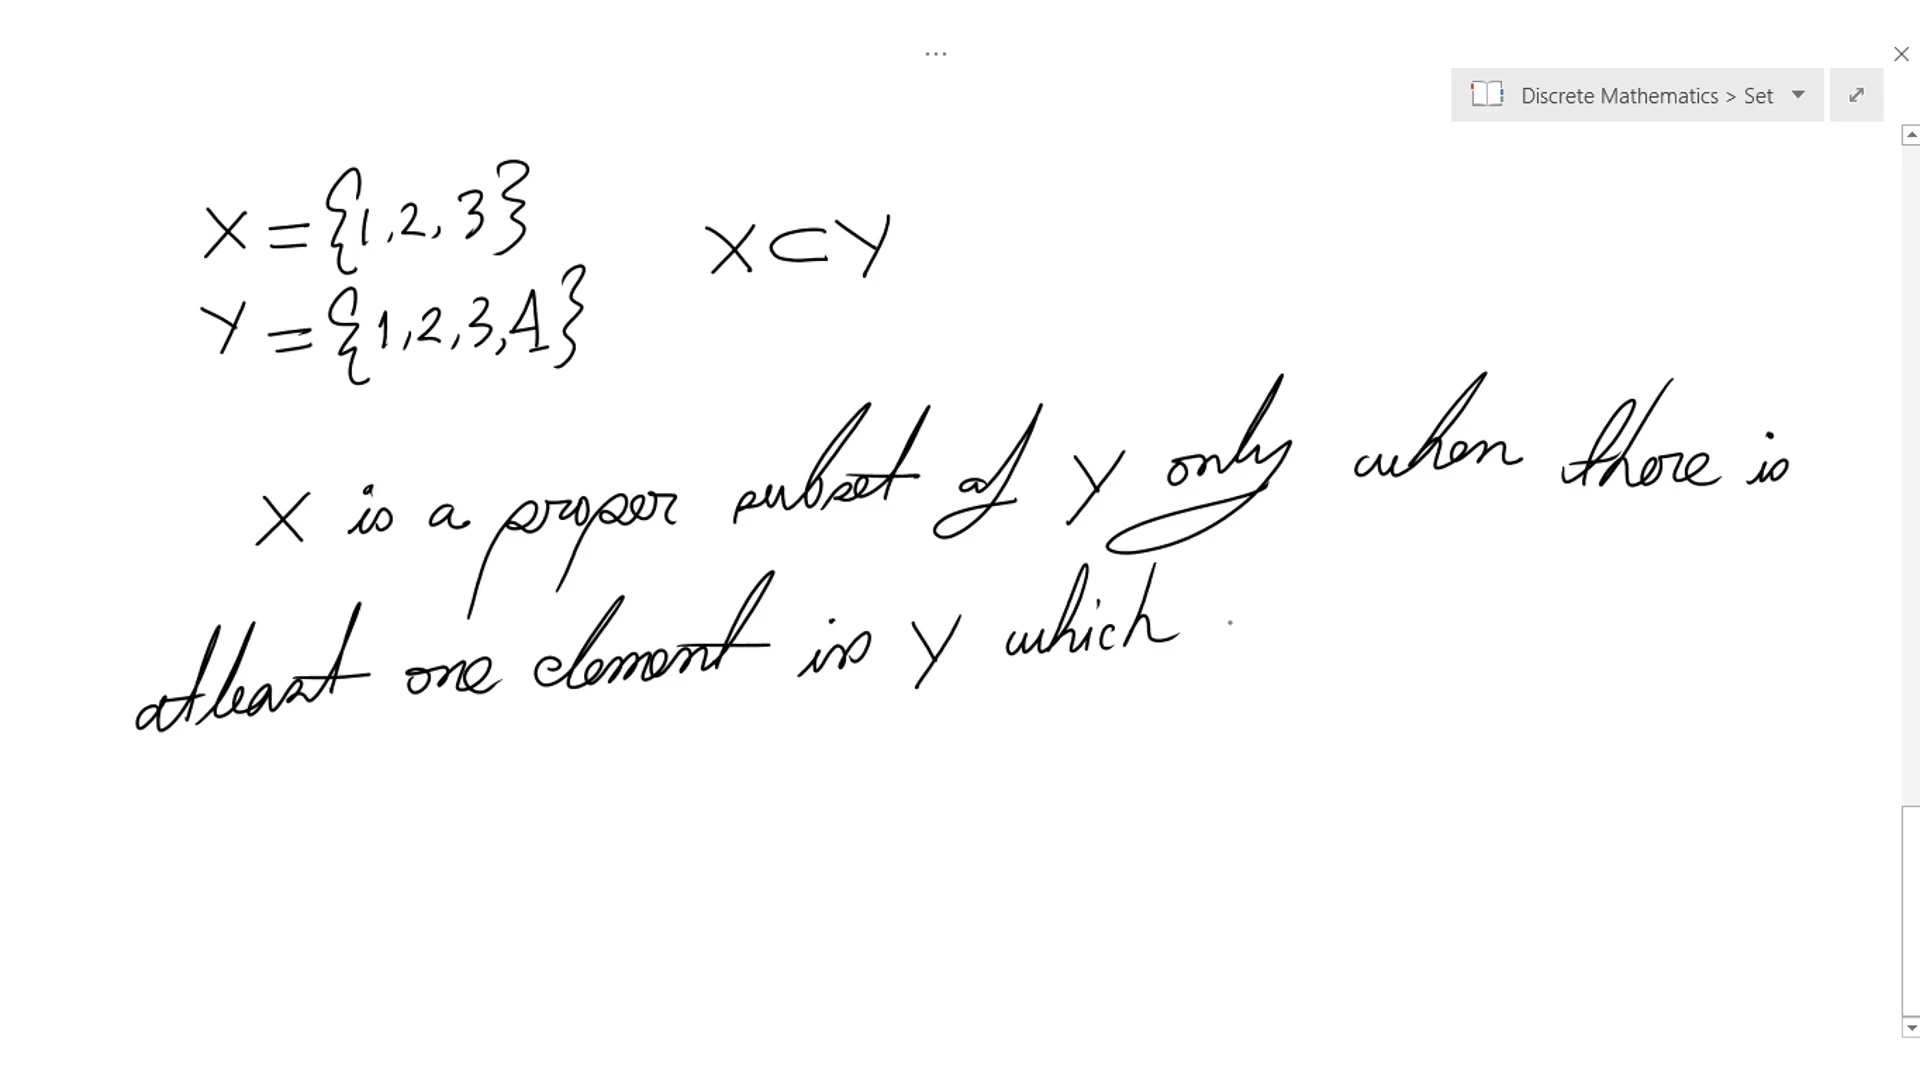 Discrete Mathematics > Set
X = {1,2,3} X ⊂ Y
Y = {1,2,3,4}
X is a proper subset of Y only when there is
atleast one element in Y which